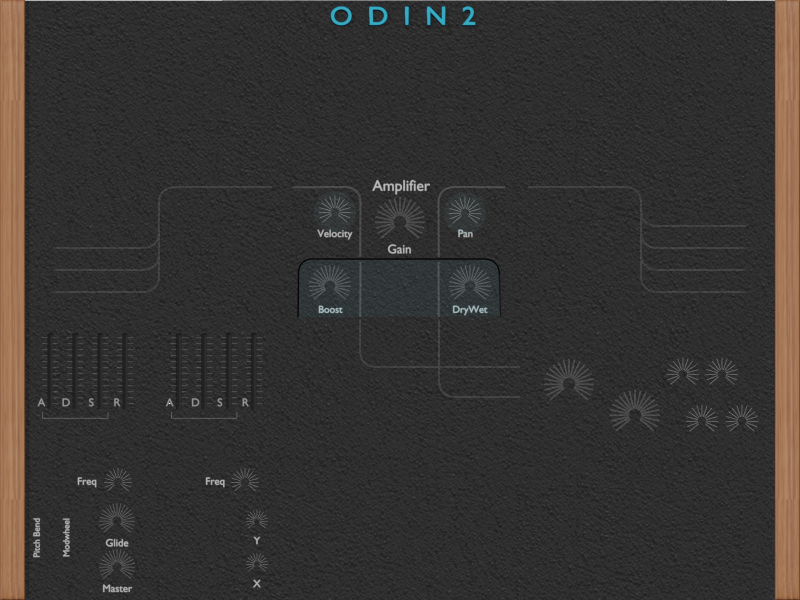 ODIN2
Amplifier
Velocity
Pan
Gain
Boost
DryWet
A D S R
A D S R
Freq
Freq
Pitch Bend
Modwheel
Glide
Y
Master
X